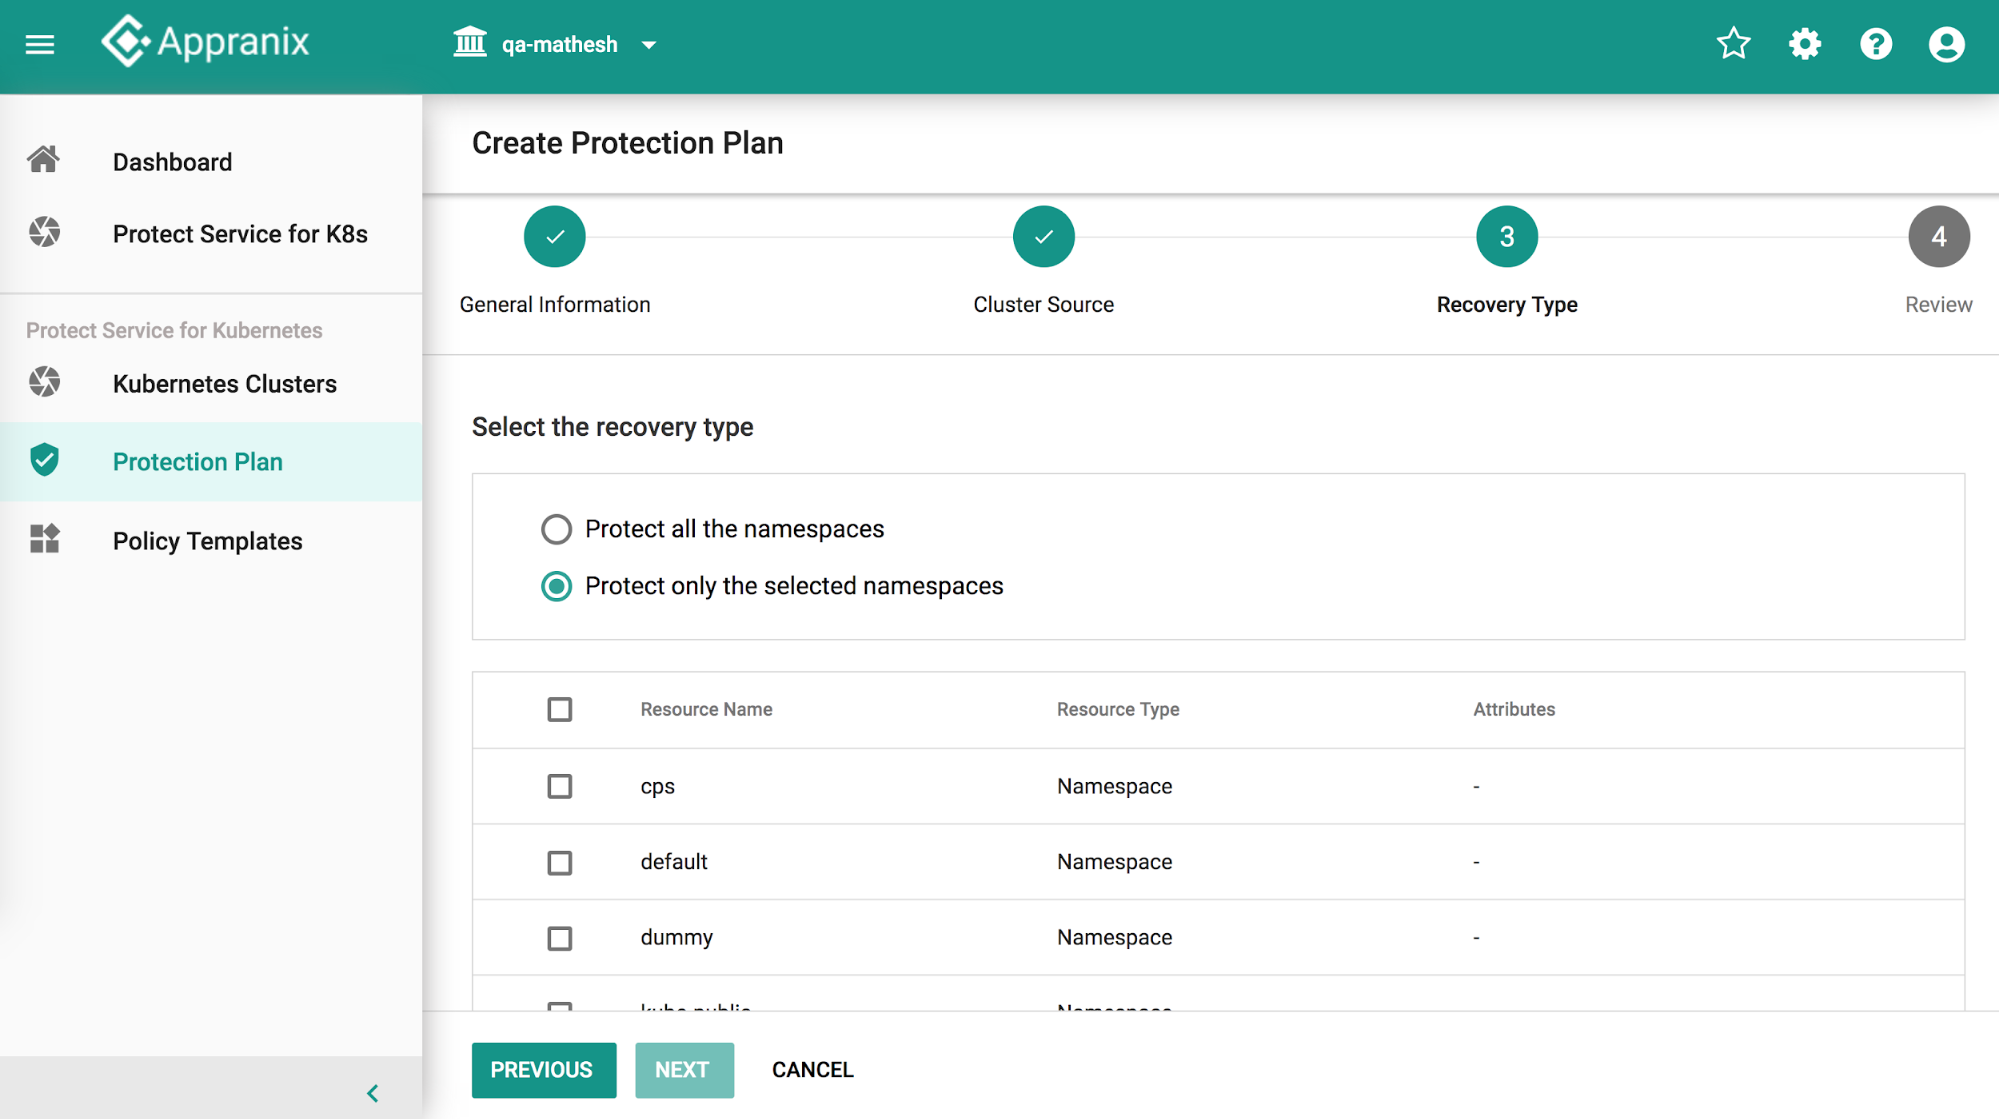 Appranix
qa-mathesh
Dashboard
Protect Service for K8s
Protect Service for Kubernetes
Kubernetes Clusters
Protection Plan
Policy Templates
Create Protection Plan
3
4
General Information
Cluster Source
Recovery Type
Review
Select the recovery type
Protect all the namespaces
Protect only the selected namespaces
Resource Name Resource Type Attributes
cps Namespace -
default Namespace -
dummy Namespace -
PREVIOUS
NEXT
CANCEL